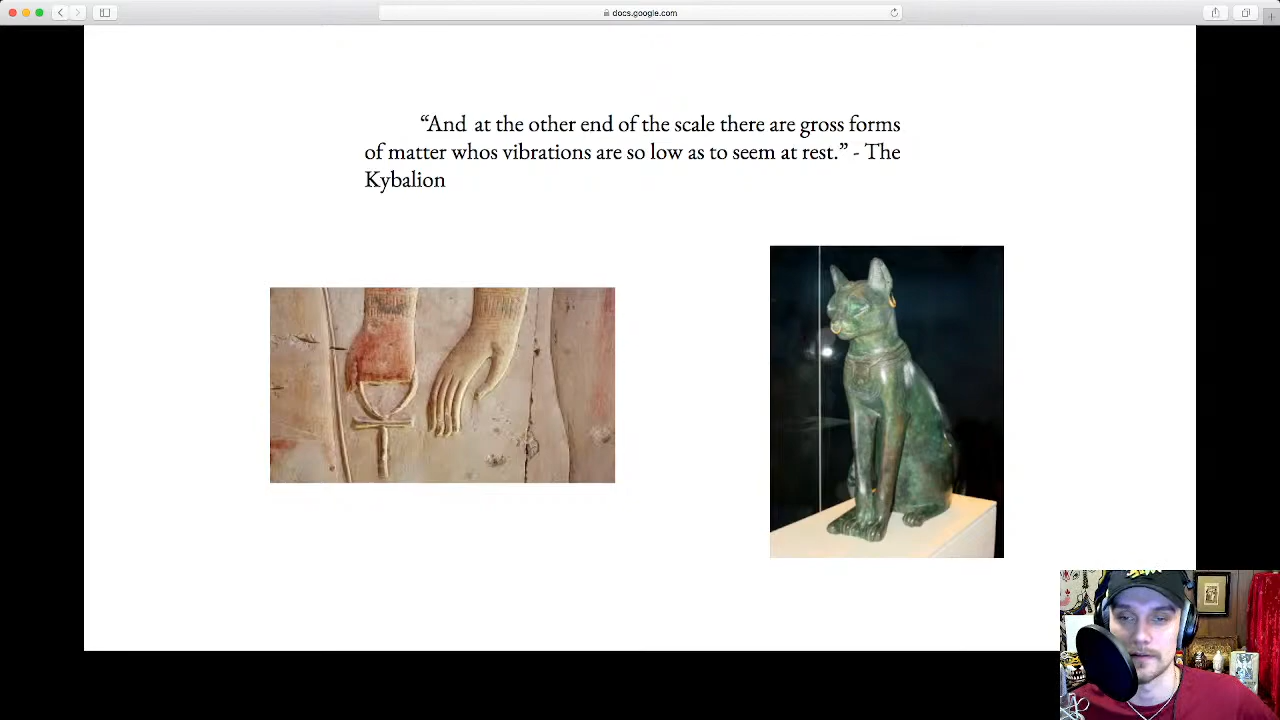 docs.google.com
“And at the other end of the scale there are gross forms
of matter whos vibrations are so low as to seem at rest.” - The
Kybalion